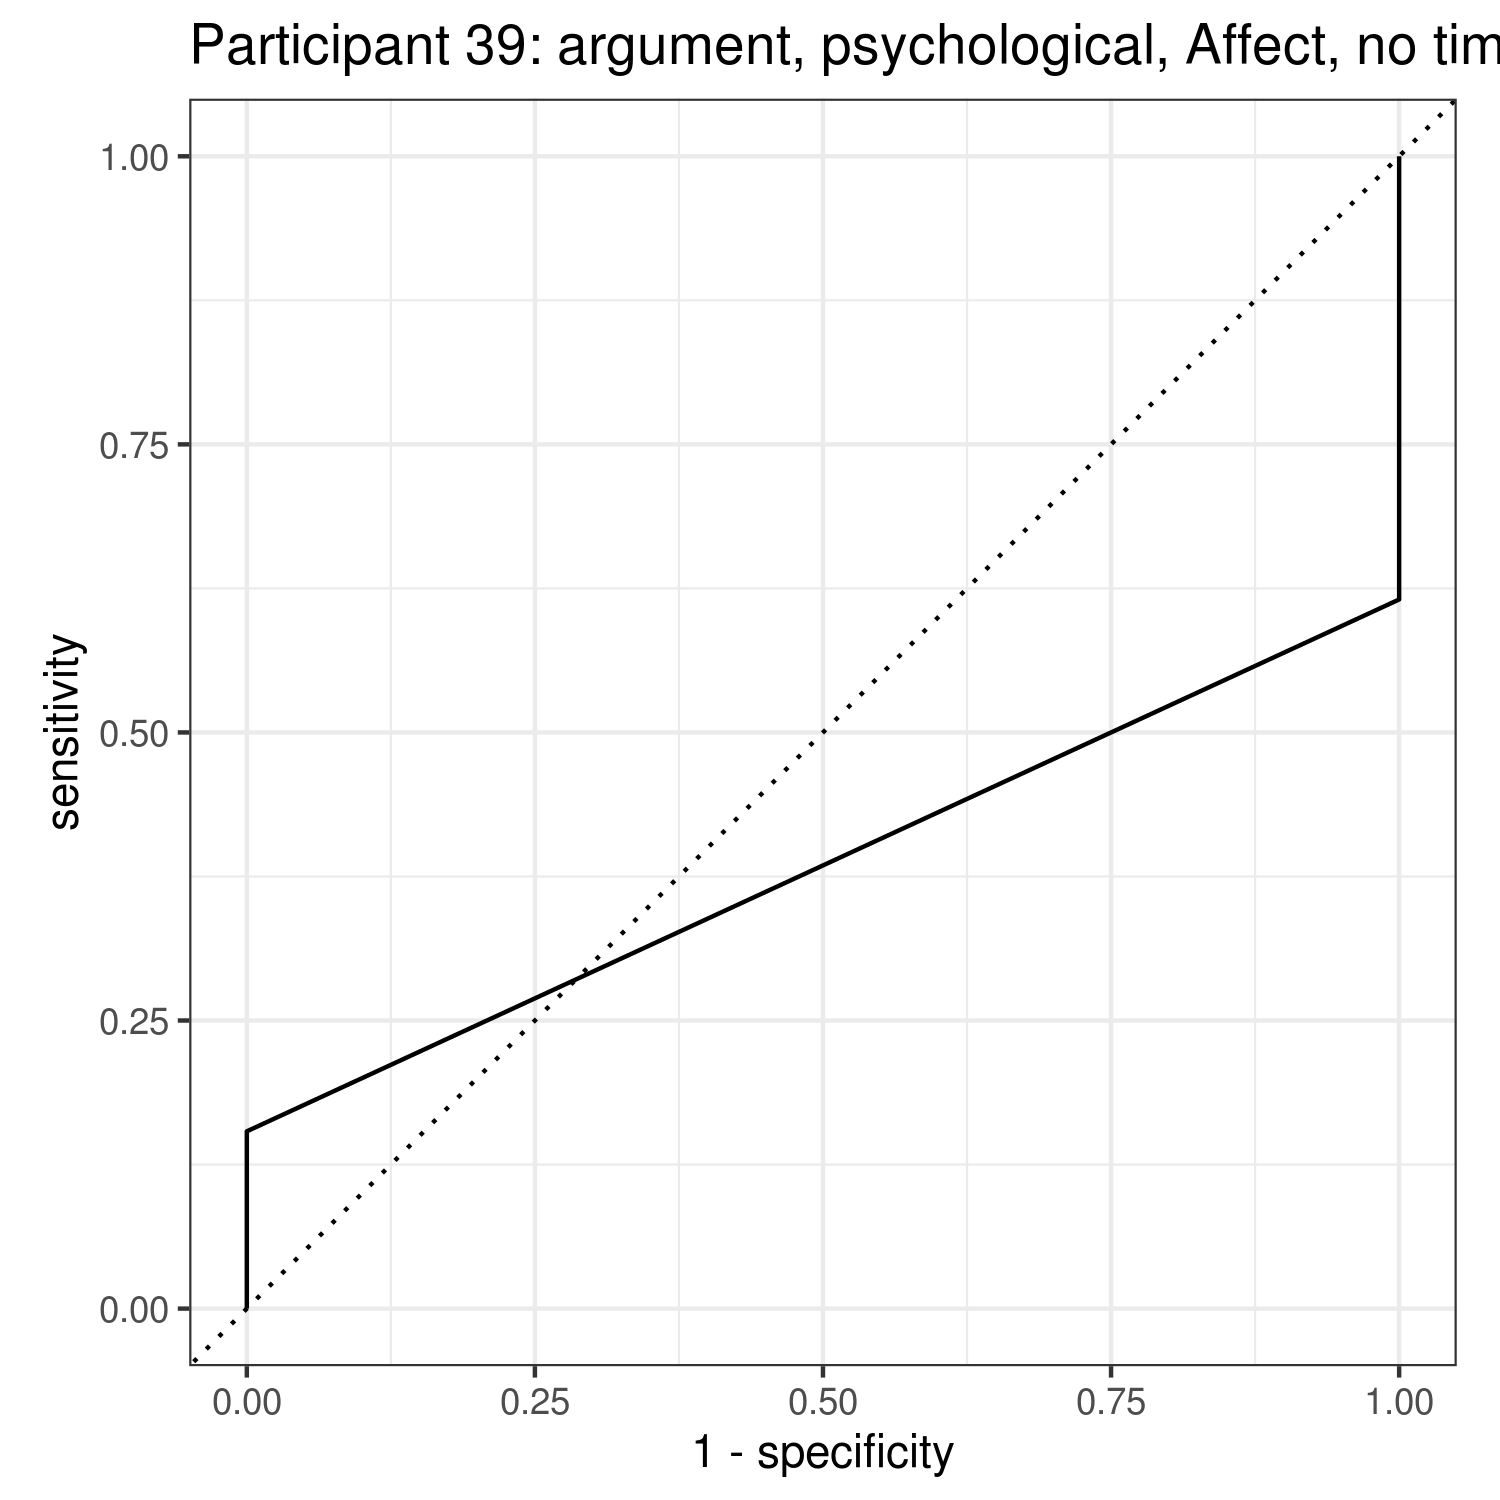 Participant 39: argument, psychological, Affect, no tim
1.00
0.75
0.50
0.25
0.00
sensitivity
0.00 0.25 0.50 0.75 1.00
1 - specificity